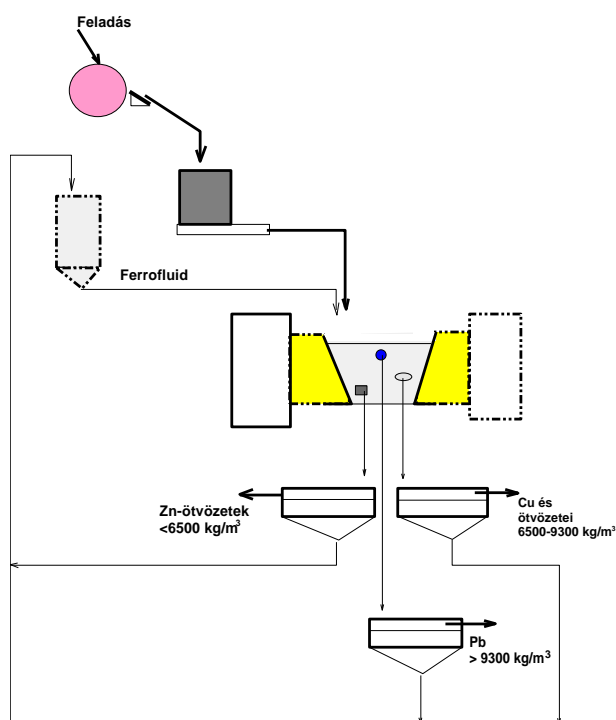 Feladás
Ferrofluid
Zn-ötvözetek
<6500 kg/m³
Cu és
ötvözetei
6500-9300 kg/m³
Pb
> 9300 kg/m³